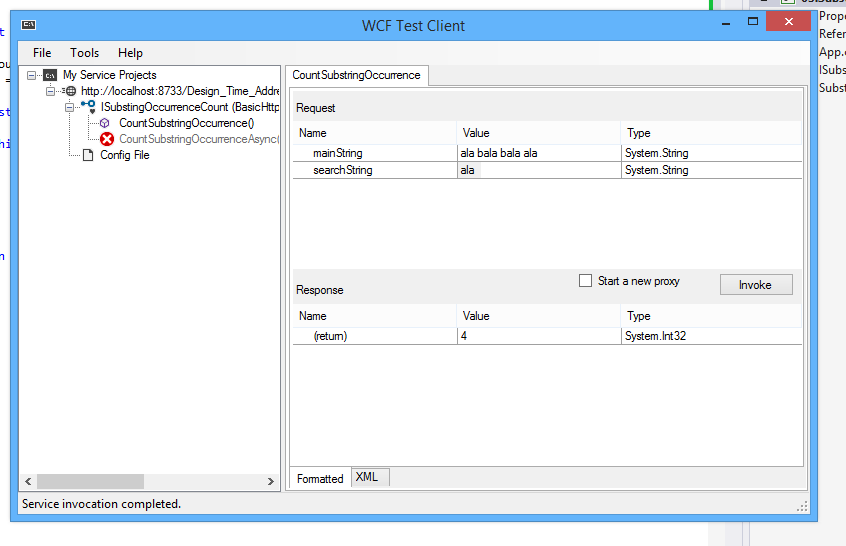 WCF Test Client
File Tools Help
My Service Projects
http://localhost:8733/Design_Time_Addre
ISubstingOccurrenceCount (BasicHttp
CountSubstringOccurrence()
CountSubstringOccurrenceAsync(
Config File
CountSubstringOccurrence
Request
Name Value Type
mainString ala bala bala ala System.String
searchString ala System.String
Response
Start a new proxy
Invoke
Name Value Type
(return) 4 System.Int32
Formatted XML
Service invocation completed.
Prope
Refer
App.c
ISubs
Subst